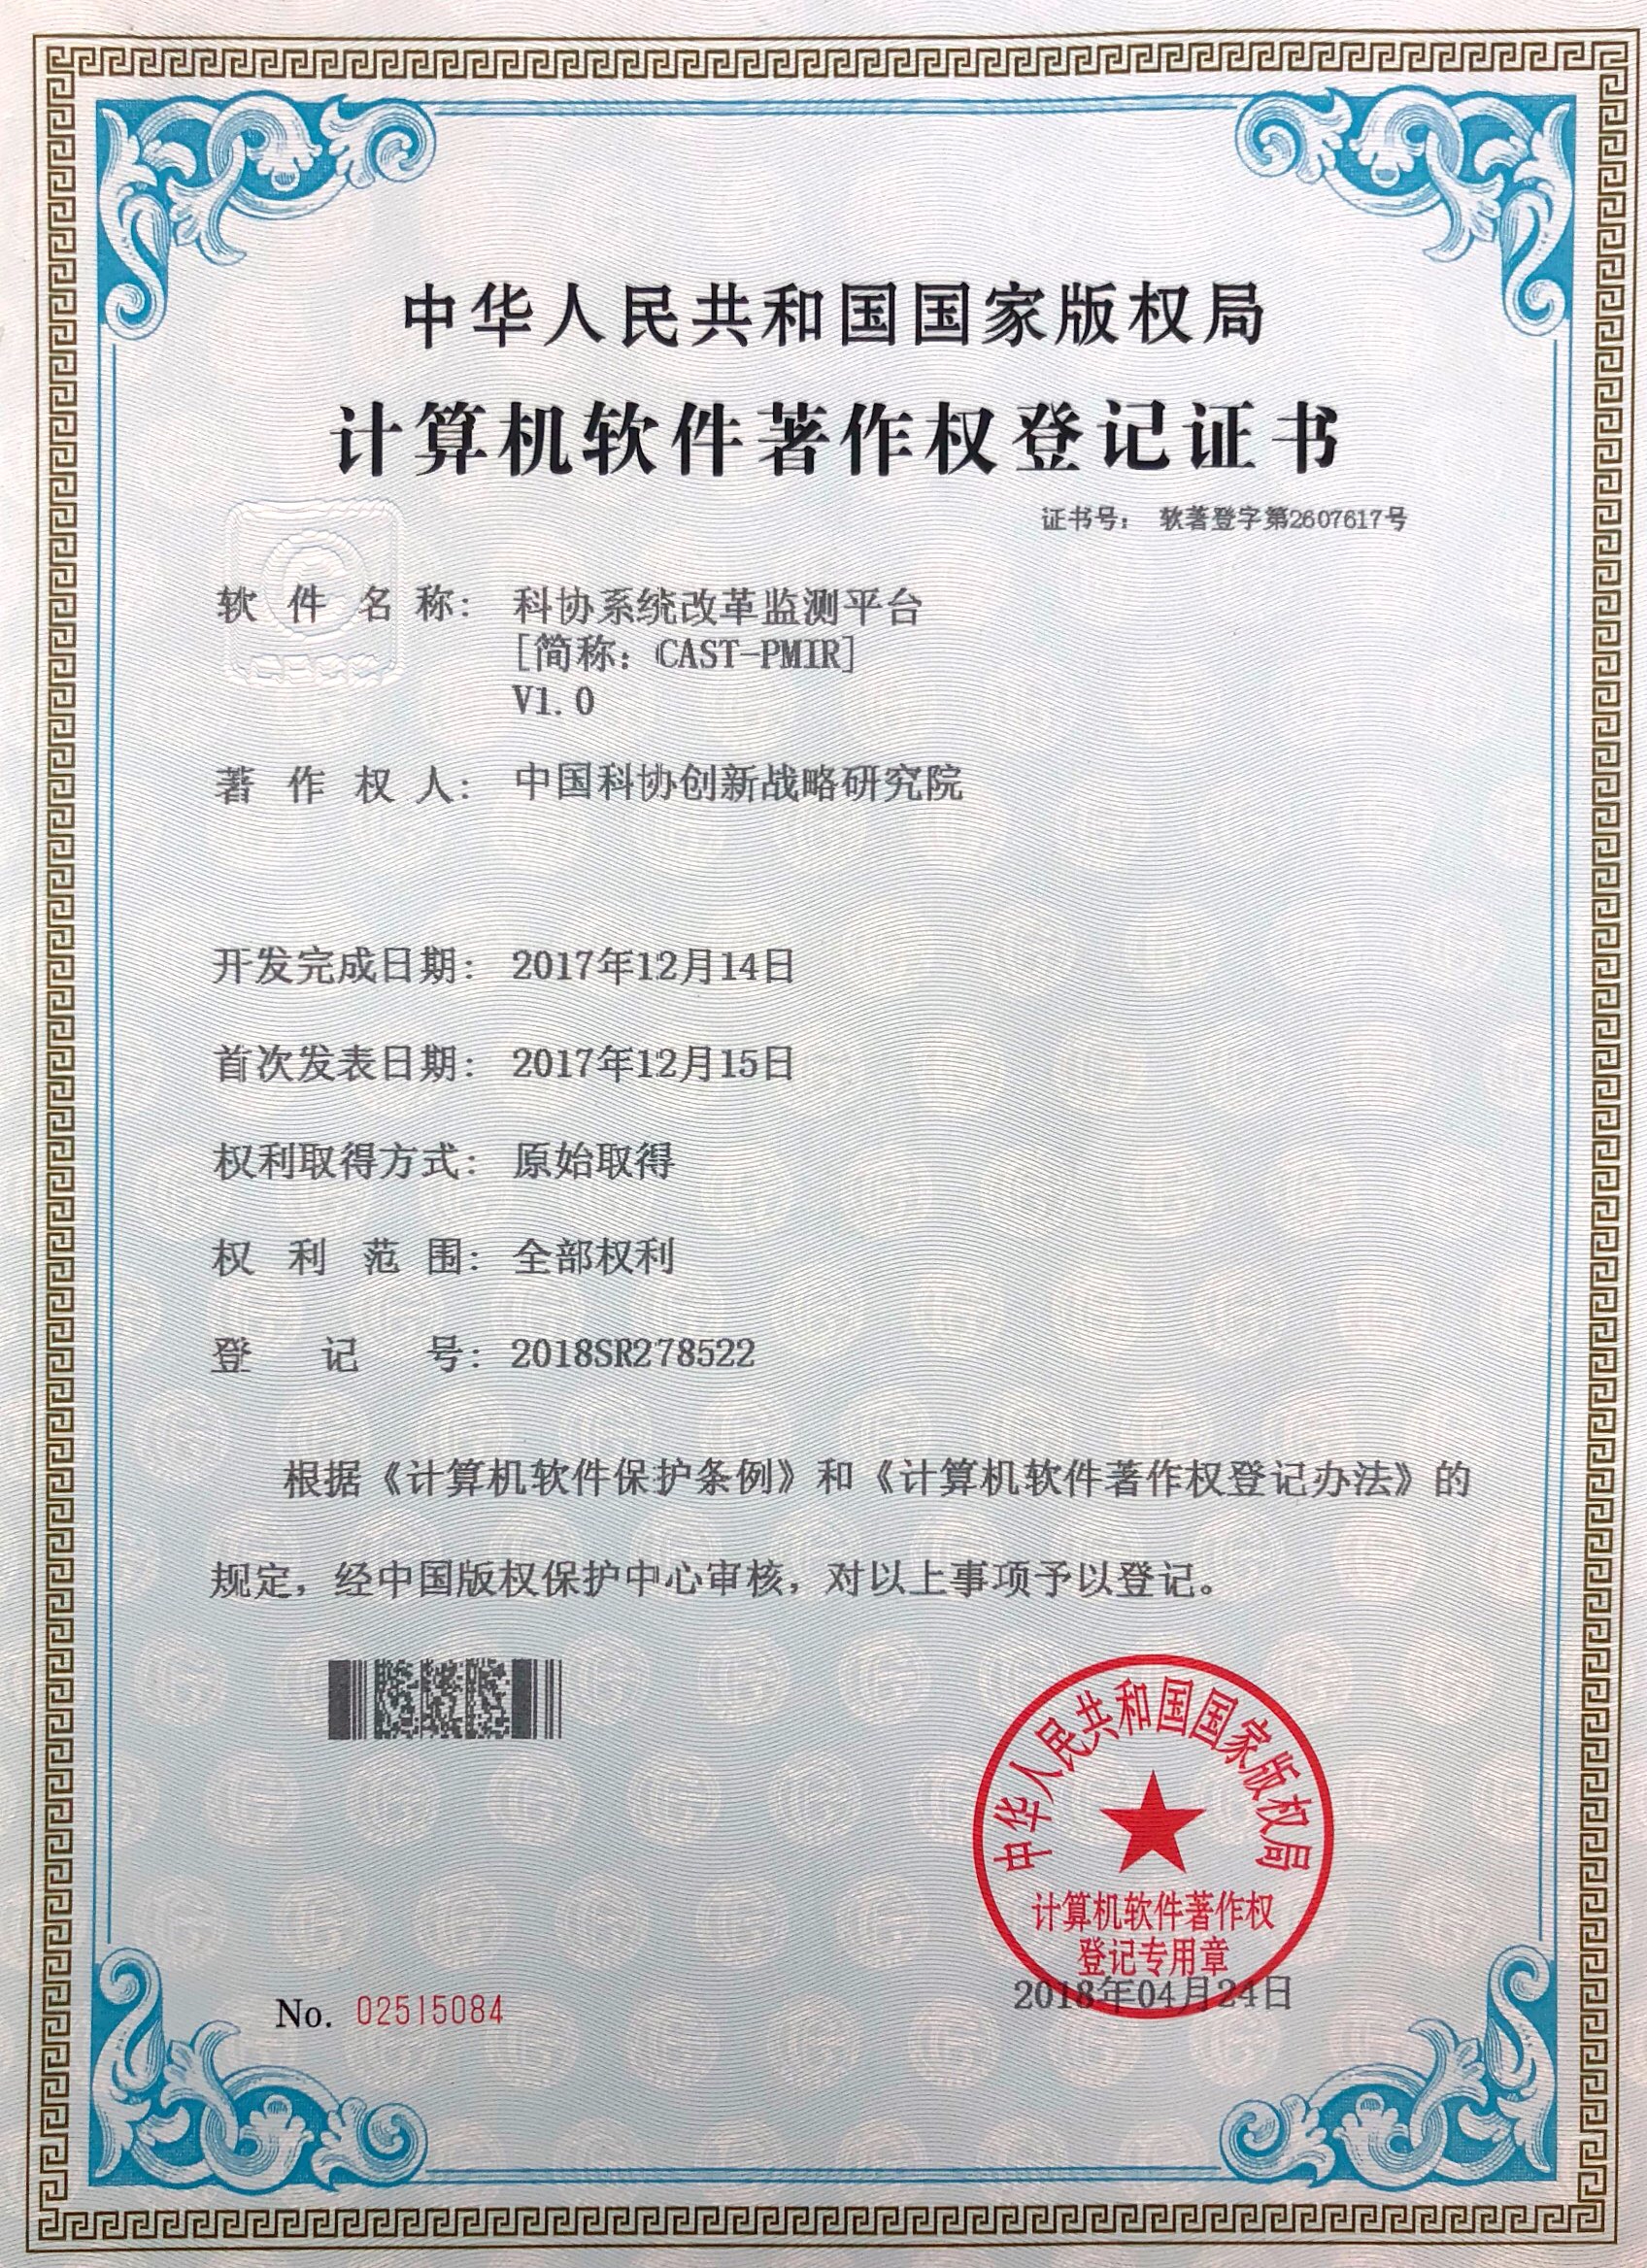 中华人民共和国国家版权局
计算机软件著作权登记证书
证书号： 软著登字第2607617号
软件名称： 科协系统改革监测平台
[简称：CAST-PMIR]
V1.0
著作权人： 中国科协创新战略研究院
开发完成日期： 2017年12月14日
首次发表日期： 2017年12月15日
权利取得方式： 原始取得
权利范围： 全部权利
登记号： 2018SR278522
根据《计算机软件保护条例》和《计算机软件著作权登记办法》的
规定，经中国版权保护中心审核，对以上事项予以登记。
中华人民共和国国家版权局
计算机软件著作权
登记专用章
2018年04月24日
No. 02515084